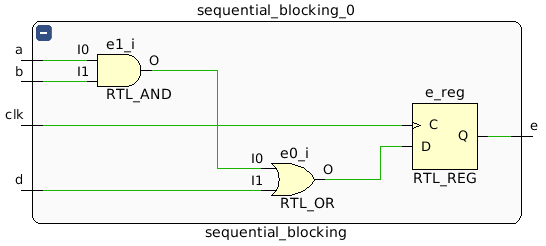 sequential_blocking_0
a I0 e1_i O
b I1
RTL_AND
e_reg
clk C Q e
D
e0_i
I0 O
d I1
RTL_REG
RTL_OR
sequential_blocking